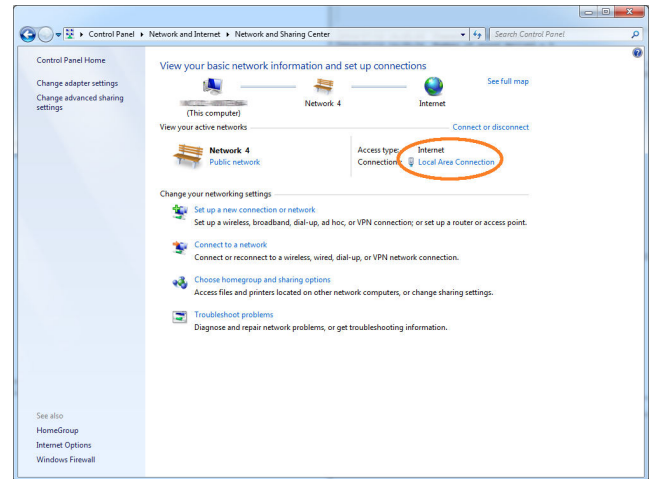 Control Panel ▸ Network and Internet ▸ Network and Sharing Center
Search Control Panel
Control Panel Home
Change adapter settings
Change advanced sharing
settings
View your basic network information and set up connections
See full map
Network 4
Internet
(This computer)
View your active networks
Connect or disconnect
Network 4
Public network
Access type: Internet
Connections: Local Area Connection
Change your networking settings
Set up a new connection or network
Set up a wireless, broadband, dial-up, ad hoc, or VPN connection; or set up a router or access point.
Connect to a network
Connect or reconnect to a wireless, wired, dial-up, or VPN network connection.
Choose homegroup and sharing options
Access files and printers located on other network computers, or change sharing settings.
Troubleshoot problems
Diagnose and repair network problems, or get troubleshooting information.
See also
HomeGroup
Internet Options
Windows Firewall